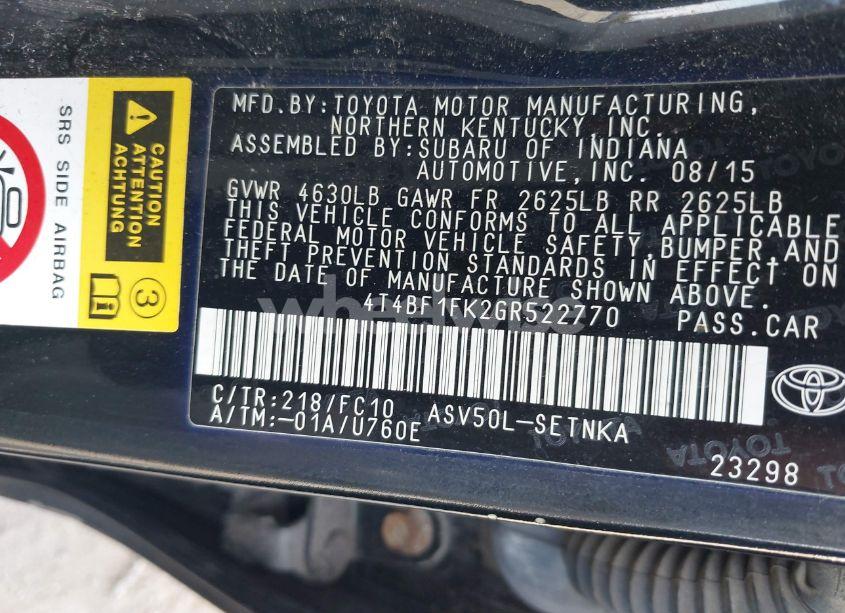 SRS SIDE AIRBAG
CAUTION
ATTENTION
ACHTUNG
3
MFD.BY:TOYOTA MOTOR MANUFACTURING,
NORTHERN KENTUCKY,INC.
ASSEMBLED BY:SUBARU OF INDIANA
AUTOMOTIVE,INC. 08/15
GVWR 4630LB GAWR FR 2625LB RR 2625LB
THIS VEHICLE CONFORMS TO ALL APPLICABLE
FEDERAL MOTOR VEHICLE SAFETY,BUMPER,AND
THEFT PREVENTION STANDARDS IN EFFECT ON
THE DATE OF MANUFACTURE SHOWN ABOVE.
4T4BF1FK2GR522770 PASS.CAR
C/TR:218/FC10 ASV50L-SETNKA
A/TM:-01A/U760E
23298
TOYOTA